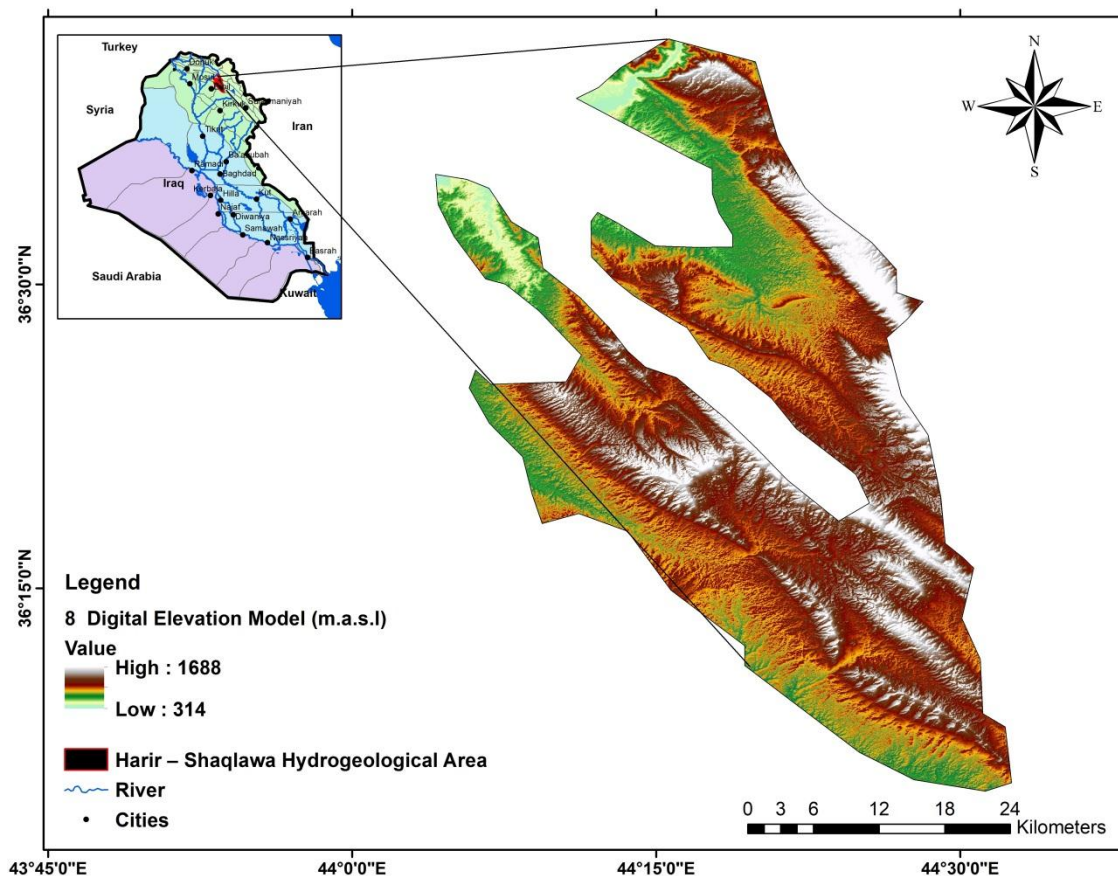 Turkey
Syria
Iran
Iraq
Saudi Arabia
Kuwait
Dohuk
Mosul
Kirkuk
Tikrit
Ramadi
Baghdad
Kerbala
Hilla
Kut
Najaf
Diwaniya
Amarah
Samawah
Nasiriyah
Basrah
N
W E
S
36°30'0"N
36°15'0"N
Legend
8 Digital Elevation Model (m.a.s.l)
Value
High : 1688
Low : 314
Harir – Shaqlawa Hydrogeological Area
River
Cities
0 3 6 12 18 24
Kilometers
43°45'0"E 44°0'0"E 44°15'0"E 44°30'0"E